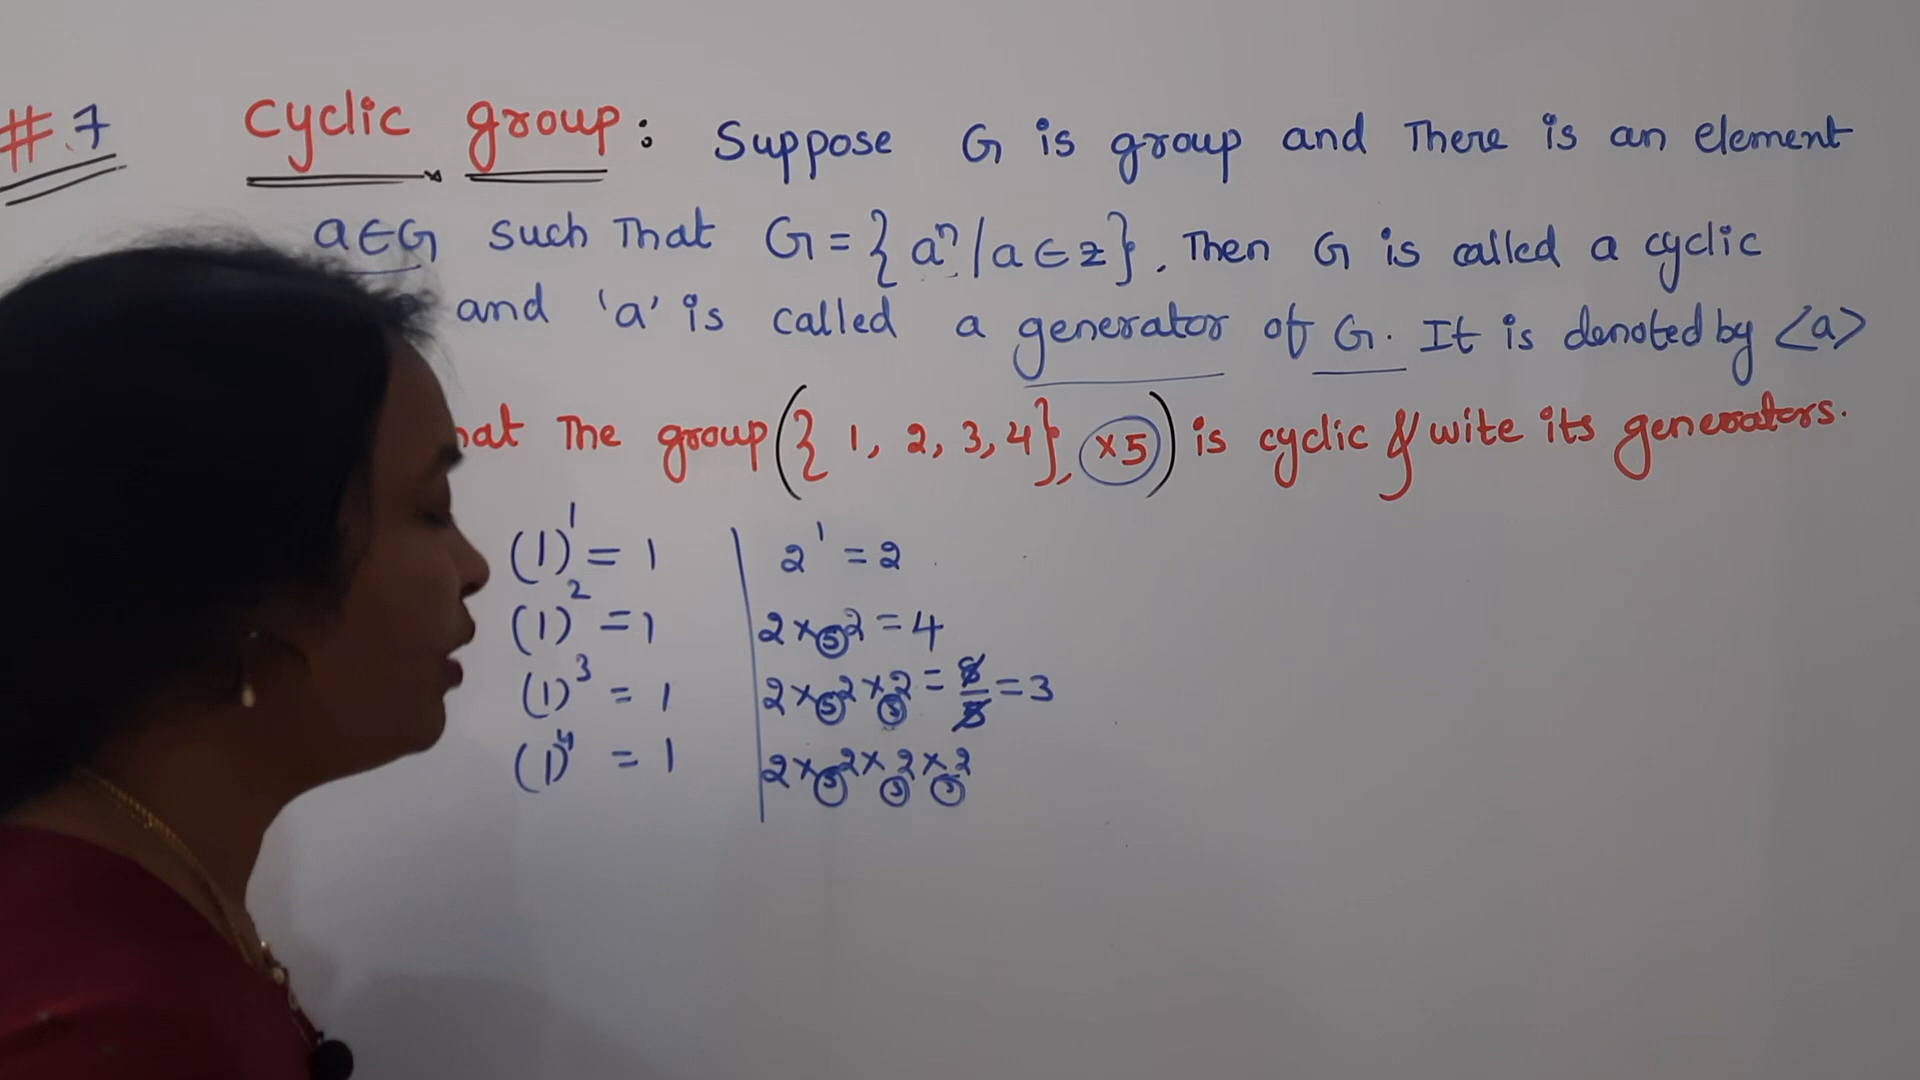 #.7 Cyclic group: Suppose G is group and There is an element
a∈G such That G = {aⁿ/a∈z}. Then G is called a cyclic
and 'a' is called a generator of G. It is denoted by <a>
The group ({1, 2, 3, 4}, ×5) is cyclic & wite its generators.
(1)¹ = 1
(1)² = 1
(1)³ = 1
(1)⁴ = 1
2¹ = 2
2 ×₅ 2 = 4
2 ×₅ 2 ×₅ 2 = 8/5 = 3
2 ×₅ 2 ×₅ 2 ×₅ 2